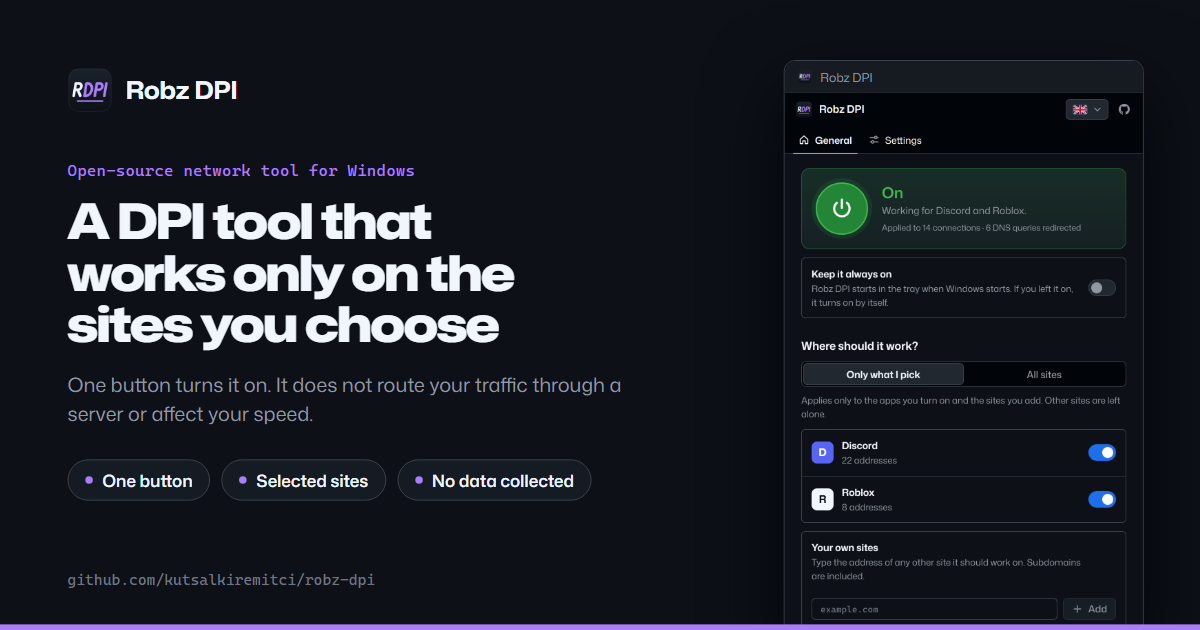 RDPI
Robz DPI
Open-source network tool for Windows
A DPI tool that
works only on the
sites you choose
One button turns it on. It does not route your traffic through a
server or affect your speed.
One button
Selected sites
No data collected
github.com/kutsalkiremitci/robz-dpi
RDPI
Robz DPI
RDPI
Robz DPI
General
Settings
On
Working for Discord and Roblox.
Applied to 14 connections · 6 DNS queries redirected
Keep it always on
Robz DPI starts in the tray when Windows starts. If you left it on,
it turns on by itself.
Where should it work?
Only what I pick
All sites
Applies only to the apps you turn on and the sites you add. Other sites are left
alone.
D
Discord
22 addresses
R
Roblox
8 addresses
Your own sites
Type the address of any other site it should work on. Subdomains
are included.
example.com
+ Add